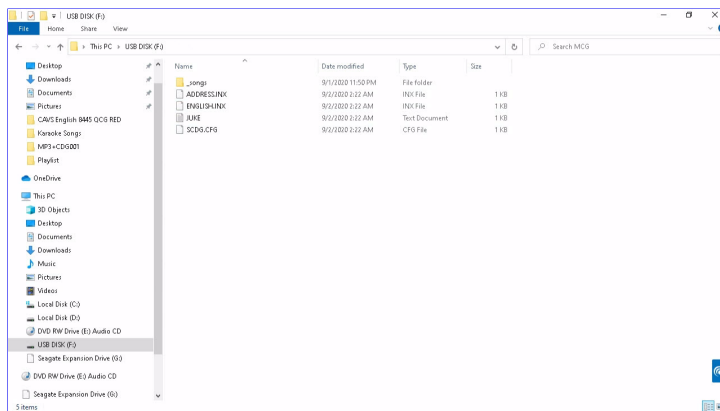 USB DISK (F:)
File Home Share View
This PC > USB DISK (F:)
Search MCG
Desktop
Downloads
Documents
Pictures
CAVS English 8445 QCG RED
Karaoke Songs
MP3+CDG001
Playlist
OneDrive
This PC
3D Objects
Desktop
Documents
Downloads
Music
Pictures
Videos
Local Disk (C:)
Local Disk (D:)
DVD RW Drive (E:) Audio CD
USB DISK (F:)
Seagate Expansion Drive (G:)
DVD RW Drive (E:) Audio CD
Seagate Expansion Drive (G:)
Name Date modified Type Size
_songs 9/1/2020 11:50 PM File folder
ADDRESS.INX 9/2/2020 2:22 AM INX File 1 KB
ENGLISH.INX 9/2/2020 2:22 AM INX File 1 KB
JUKE 9/2/2020 2:22 AM Text Document 1 KB
SCDG.CFG 9/2/2020 2:22 AM CFG File 1 KB
5 items